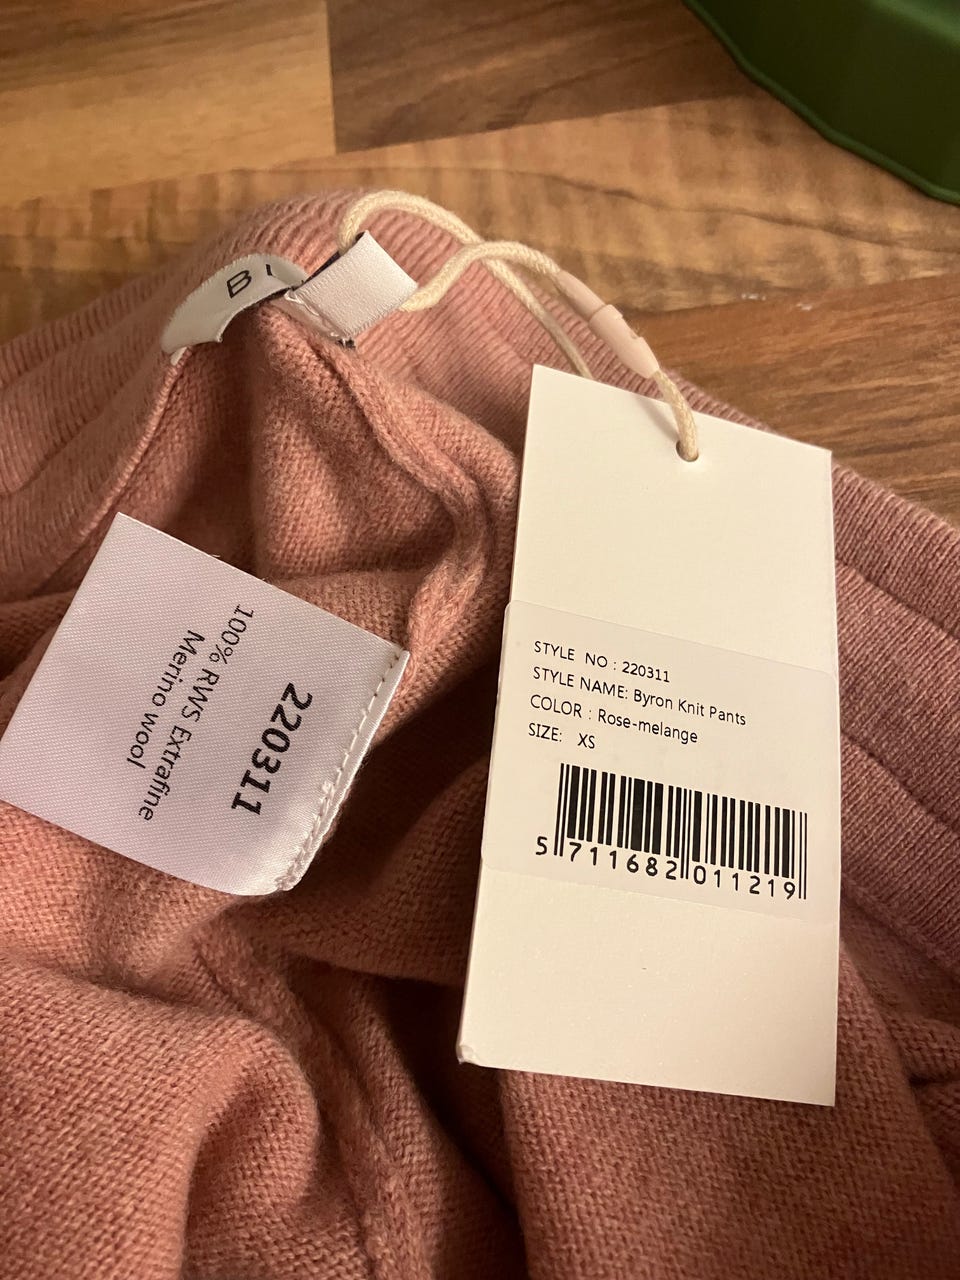 220311
100% RWS Extrafine
Merino wool
STYLE NO : 220311
STYLE NAME: Byron Knit Pants
COLOR : Rose-melange
SIZE: XS
5 711682 011219